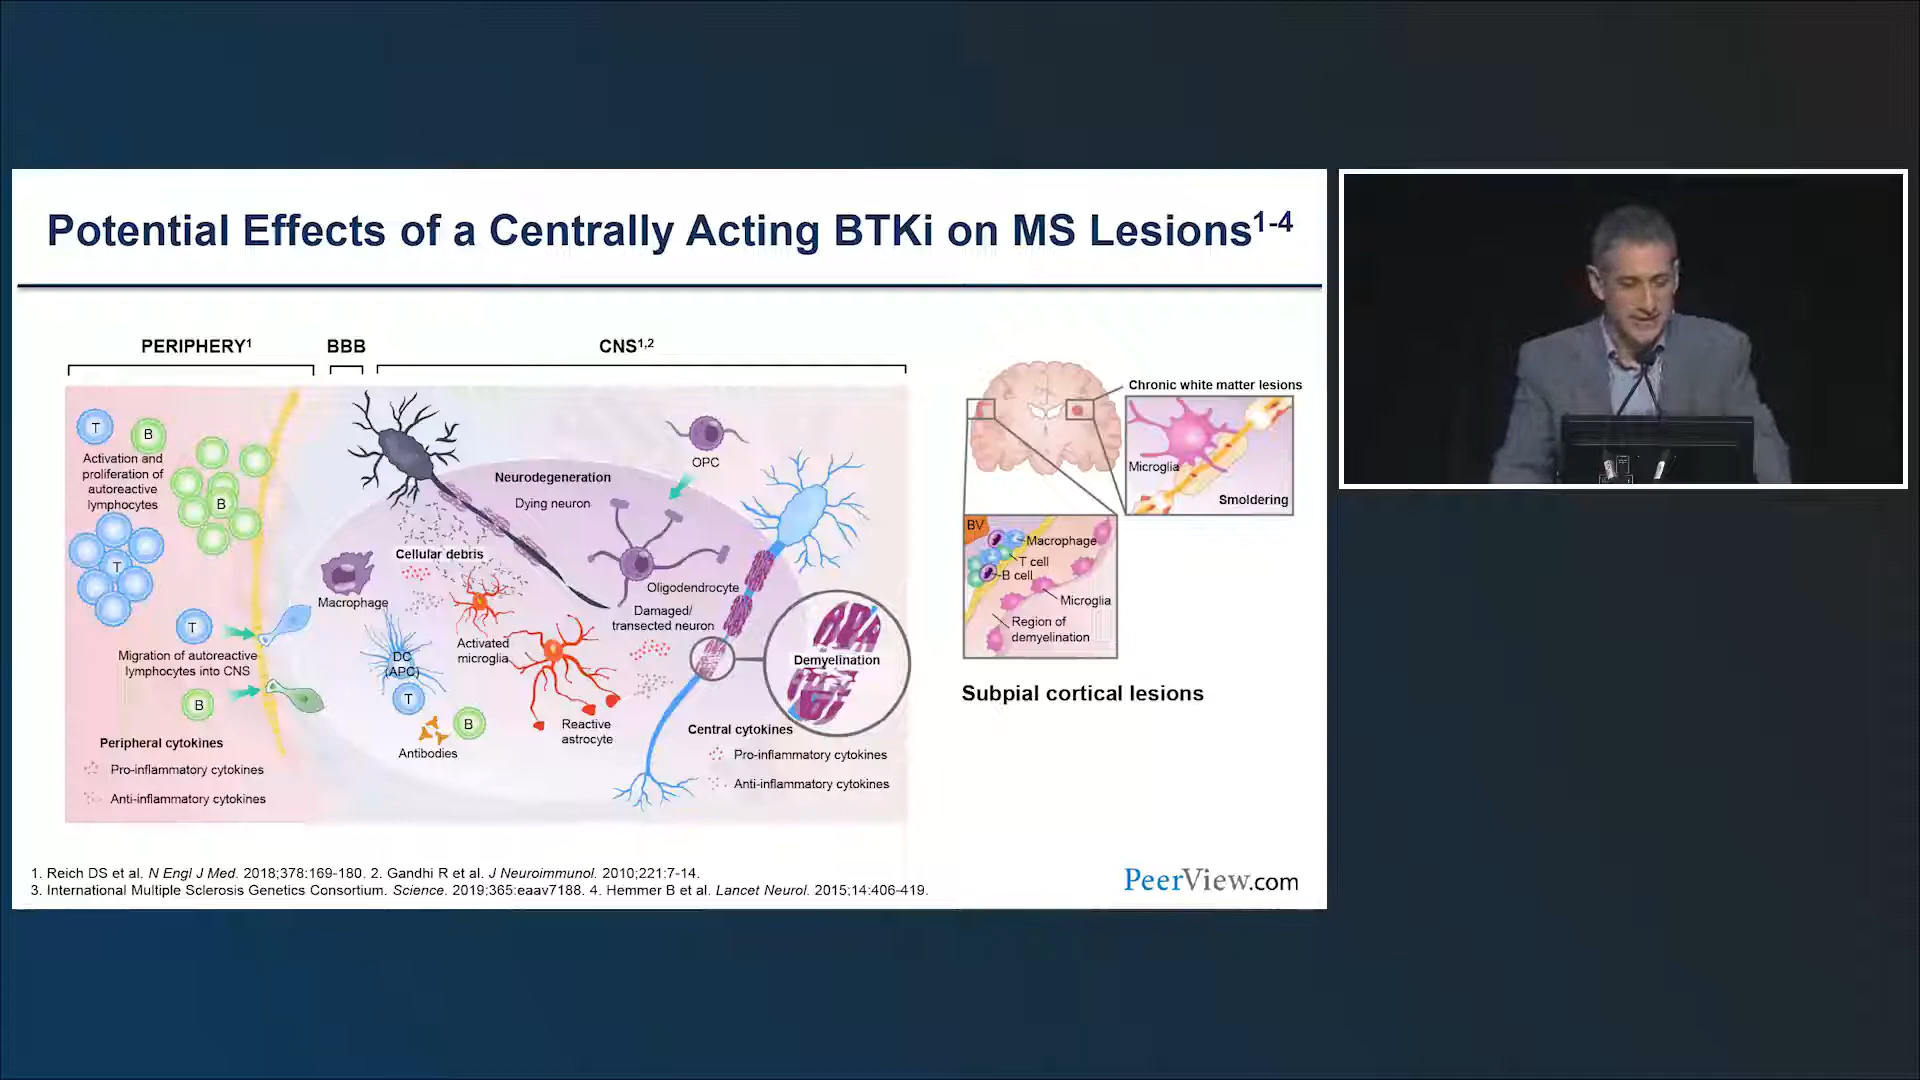 Potential Effects of a Centrally Acting BTKi on MS Lesions1-4
PERIPHERY1
BBB
CNS1,2
T
B
Activation and
proliferation of
autoreactive
lymphocytes
B
T
T
Migration of autoreactive
lymphocytes into CNS
B
Peripheral cytokines
Pro-inflammatory cytokines
Anti-inflammatory cytokines
Neurodegeneration
Dying neuron
OPC
Cellular debris
Macrophage
Oligodendrocyte
Damaged/
transected neuron
Activated
microglia
DC
(APC)
T
B
Antibodies
Reactive
astrocyte
Demyelination
Central cytokines
Pro-inflammatory cytokines
Anti-inflammatory cytokines
Chronic white matter lesions
Microglia
Smoldering
BV
Macrophage
T cell
B cell
Microglia
Region of
demyelination
Subpial cortical lesions
1. Reich DS et al. N Engl J Med. 2018;378:169-180. 2. Gandhi R et al. J Neuroimmunol. 2010;221:7-14.
3. International Multiple Sclerosis Genetics Consortium. Science. 2019;365:eaav7188. 4. Hemmer B et al. Lancet Neurol. 2015;14:406-419.
PeerView.com